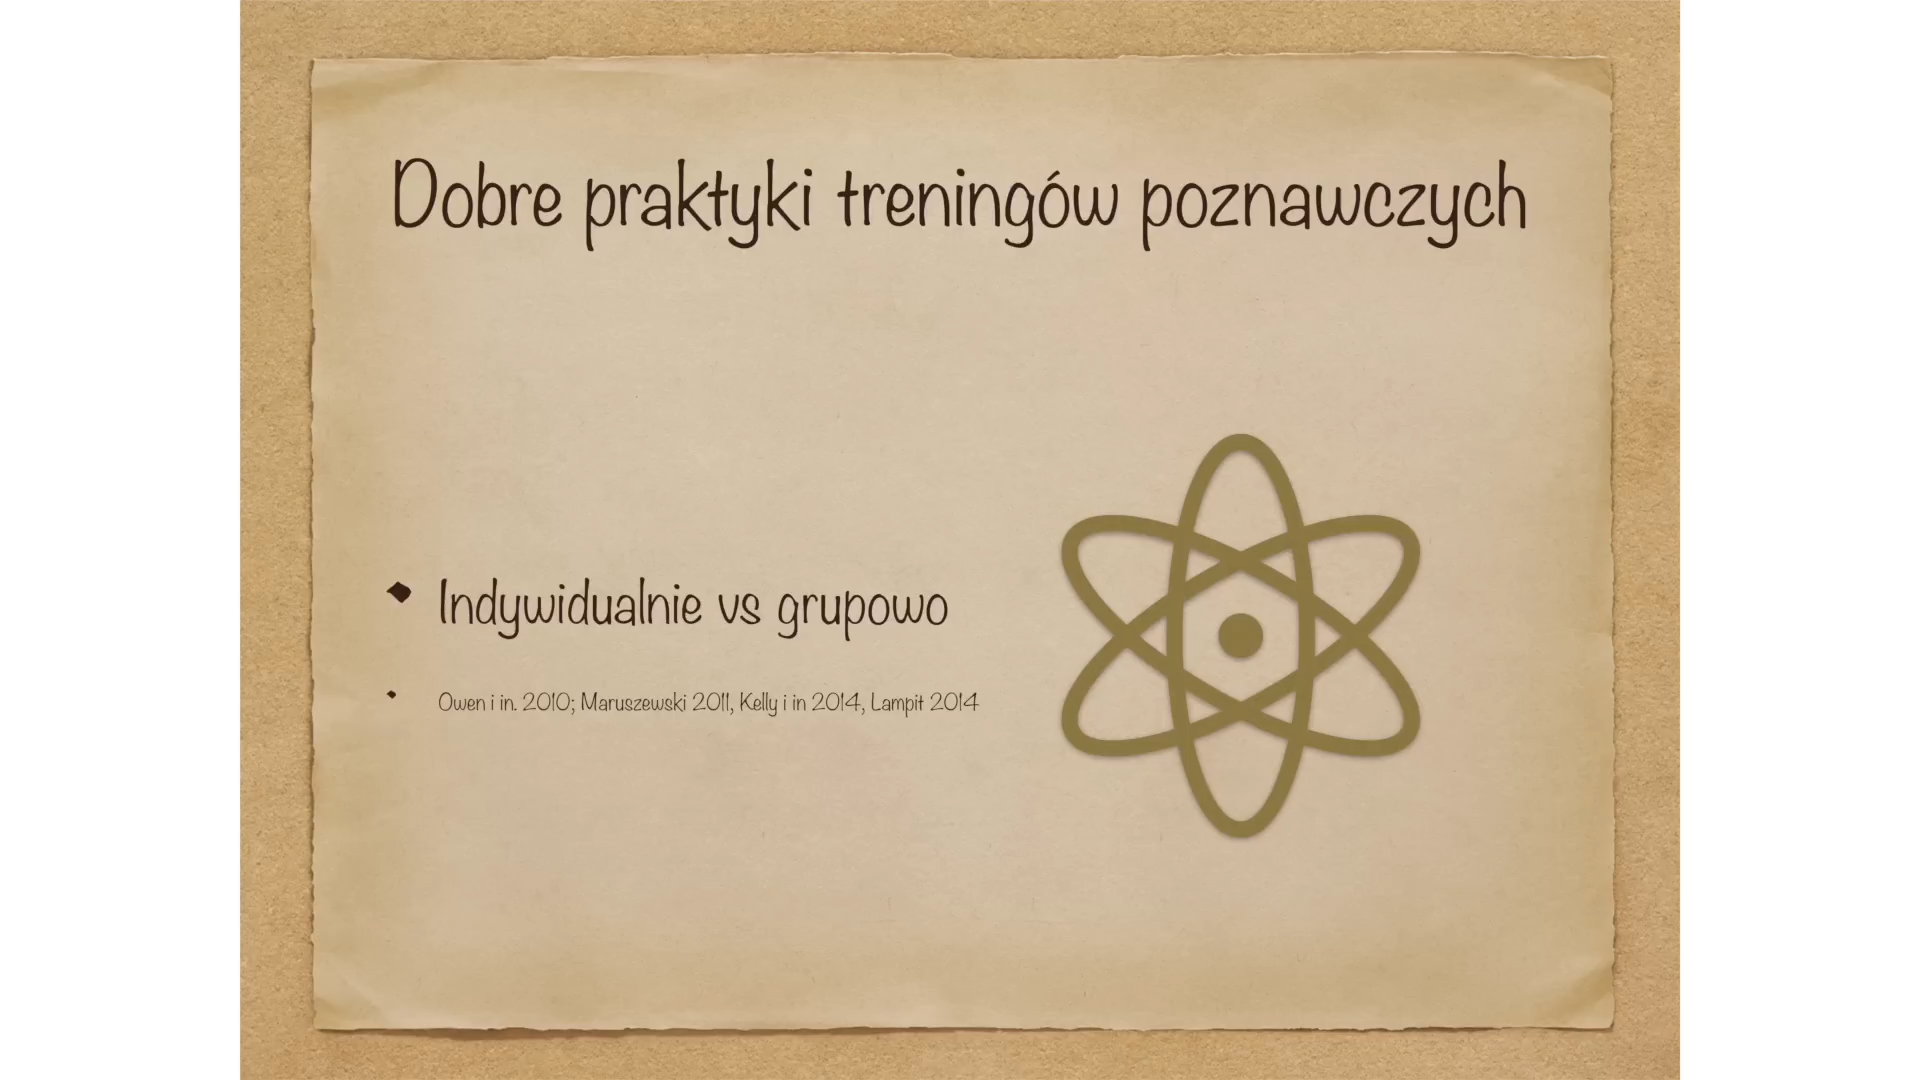 Dobre praktyki treningów poznawczych
Indywidualnie vs grupowo
Owen i in. 2010; Maruszewski 2011, Kelly i in 2014, Lampit 2014